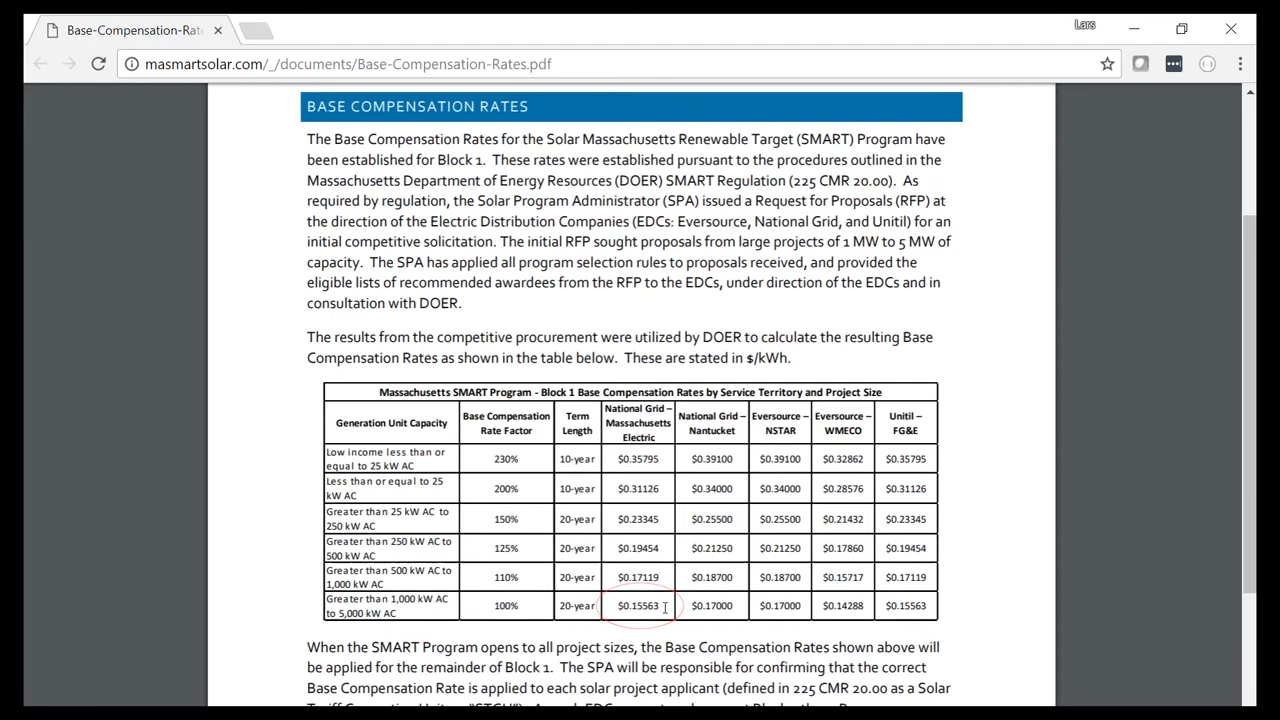 Base-Compensation-Rat
Lars
masmartsolar.com/_/documents/Base-Compensation-Rates.pdf
BASE COMPENSATION RATES
The Base Compensation Rates for the Solar Massachusetts Renewable Target (SMART) Program have
been established for Block 1. These rates were established pursuant to the procedures outlined in the
Massachusetts Department of Energy Resources (DOER) SMART Regulation (225 CMR 20.00). As
required by regulation, the Solar Program Administrator (SPA) issued a Request for Proposals (RFP) at
the direction of the Electric Distribution Companies (EDCs: Eversource, National Grid, and Unitil) for an
initial competitive solicitation. The initial RFP sought proposals from large projects of 1 MW to 5 MW of
capacity. The SPA has applied all program selection rules to proposals received, and provided the
eligible lists of recommended awardees from the RFP to the EDCs, under direction of the EDCs and in
consultation with DOER.
The results from the competitive procurement were utilized by DOER to calculate the resulting Base
Compensation Rates as shown in the table below. These are stated in $/kWh.
Massachusetts SMART Program - Block 1 Base Compensation Rates by Service Territory and Project Size
Generation Unit Capacity
Base Compensation
Rate Factor
Term
Length
National Grid –
Massachusetts
Electric
National Grid –
Nantucket
Eversource –
NSTAR
Eversource –
WMECO
Unitil –
FG&E
Low income less than or
equal to 25 kW AC
230% 10-year $0.35795 $0.39100 $0.39100 $0.32862 $0.35795
Less than or equal to 25
kW AC
200% 10-year $0.31126 $0.34000 $0.34000 $0.28576 $0.31126
Greater than 25 kW AC to
250 kW AC
150% 20-year $0.23345 $0.25500 $0.25500 $0.21432 $0.23345
Greater than 250 kW AC to
500 kW AC
125% 20-year $0.19454 $0.21250 $0.21250 $0.17860 $0.19454
Greater than 500 kW AC to
1,000 kW AC
110% 20-year $0.17119 $0.18700 $0.18700 $0.15717 $0.17119
Greater than 1,000 kW AC
to 5,000 kW AC
100% 20-year $0.15563 $0.17000 $0.17000 $0.14288 $0.15563
When the SMART Program opens to all project sizes, the Base Compensation Rates shown above will
be applied for the remainder of Block 1. The SPA will be responsible for confirming that the correct
Base Compensation Rate is applied to each solar project applicant (defined in 225 CMR 20.00 as a Solar